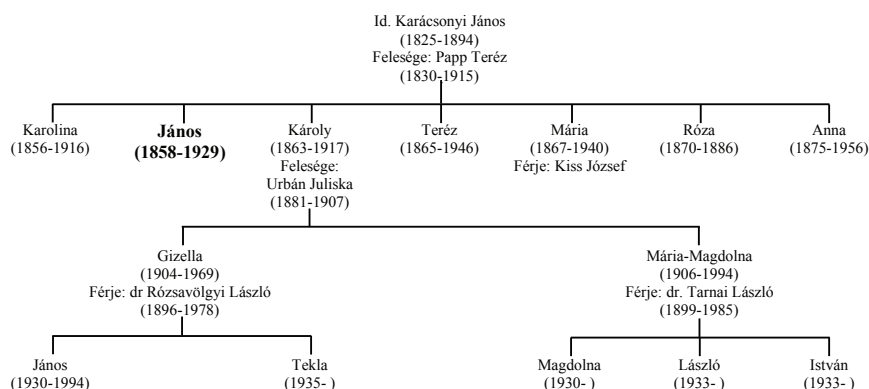 Id. Karácsonyi János
(1825-1894)
Felesége: Papp Teréz
(1830-1915)
Karolina
(1856-1916)
János
(1858-1929)
Károly
(1863-1917)
Felesége:
Urbán Juliska
(1881-1907)
Teréz
(1865-1946)
Mária
(1867-1940)
Férje: Kiss József
Róza
(1870-1886)
Anna
(1875-1956)
Gizella
(1904-1969)
Férje: dr Rózsavölgyi László
(1896-1978)
Mária-Magdolna
(1906-1994)
Férje: dr. Tarnai László
(1899-1985)
János
(1930-1994)
Tekla
(1935- )
Magdolna
(1930- )
László
(1933- )
István
(1933- )